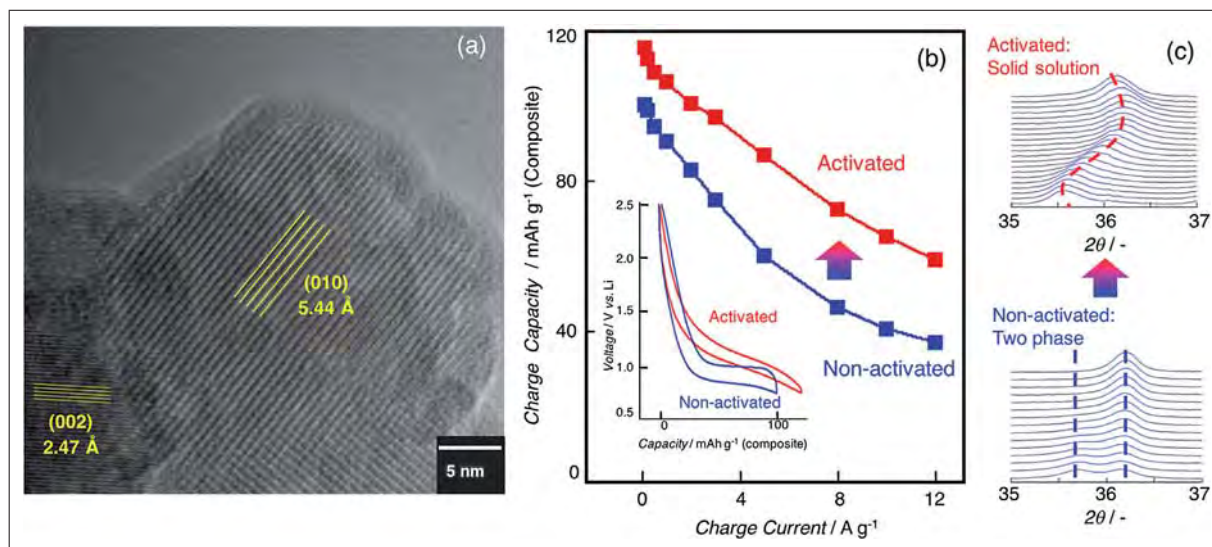 (a)
(010)
5.44 Å
(002)
2.47 Å
5 nm
(b)
Charge Capacity / mAh g⁻¹ (Composite)
120
80
40
0
Activated
Non-activated
0 4 8 12
Charge Current / A g⁻¹
Voltage / V vs. Li
2.5
2.0
1.5
1.0
0.5
Activated
Non-activated
0 100
Capacity / mAh g⁻¹ (composite)
(c)
Activated:
Solid solution
35 36 37
2θ / -
Non-activated:
Two phase
35 36 37
2θ / -